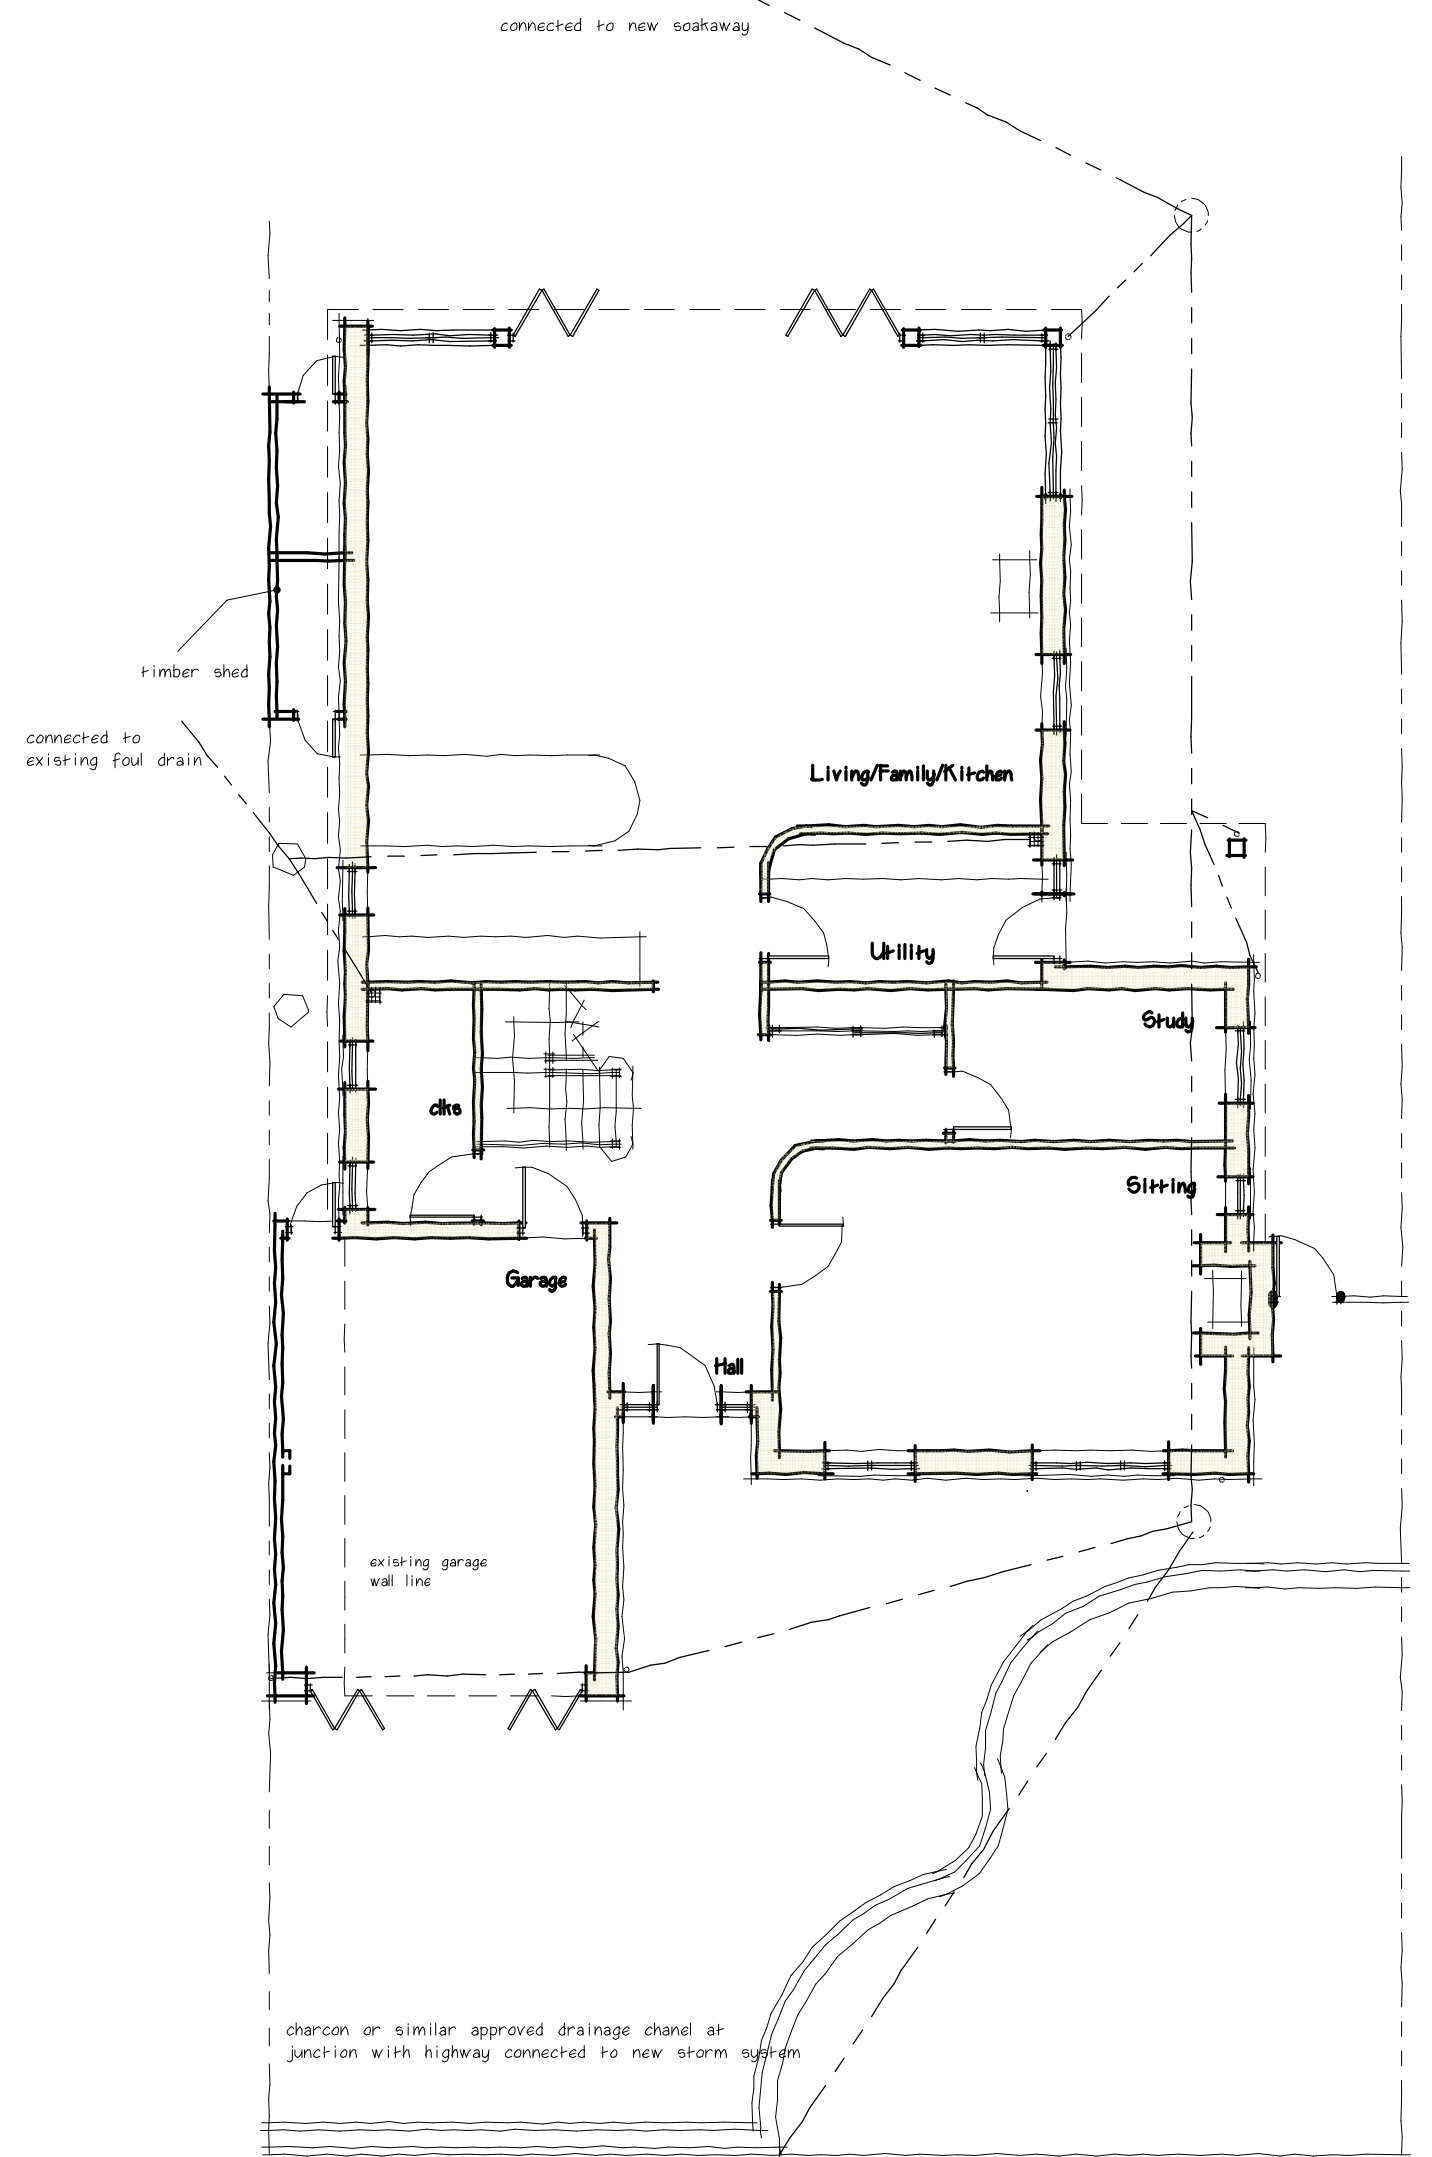 connected to new soakaway
timber shed
connected to
existing foul drain
Living/Family/Kitchen
Utility
Study
clks
Sitting
Garage
Hall
existing garage
wall line
charcon or similar approved drainage chanel at
junction with highway connected to new storm system